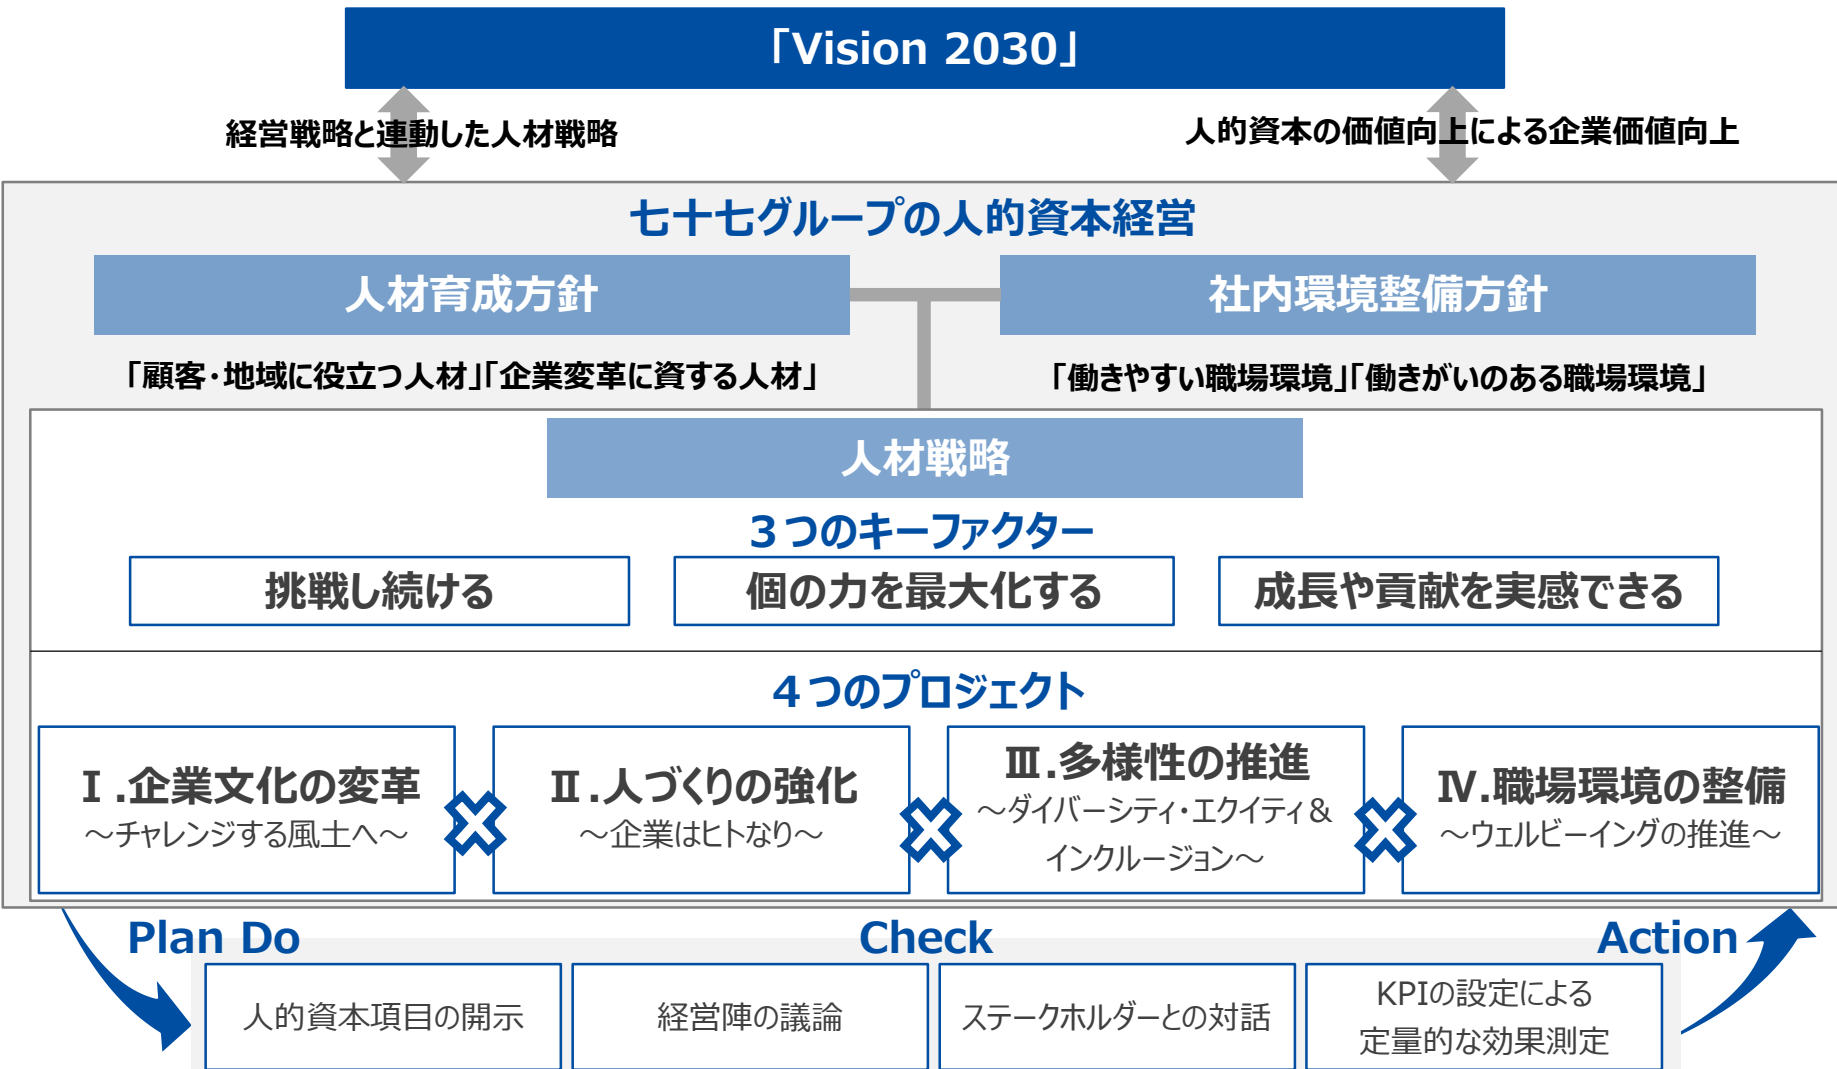 「Vision 2030」
経営戦略と連動した人材戦略
人的資本の価値向上による企業価値向上
七十七グループの人的資本経営
人材育成方針
社内環境整備方針
「顧客・地域に役立つ人材」「企業変革に資する人材」
「働きやすい職場環境」「働きがいのある職場環境」
人材戦略
３つのキーファクター
挑戦し続ける
個の力を最大化する
成長や貢献を実感できる
４つのプロジェクト
Ⅰ.企業文化の変革
～チャレンジする風土へ～
Ⅱ.人づくりの強化
～企業はヒトなり～
Ⅲ.多様性の推進
～ダイバーシティ・エクイティ＆
インクルージョン～
Ⅳ.職場環境の整備
～ウェルビーイングの推進～
Plan Do
Check
Action
人的資本項目の開示
経営陣の議論
ステークホルダーとの対話
KPIの設定による
定量的な効果測定